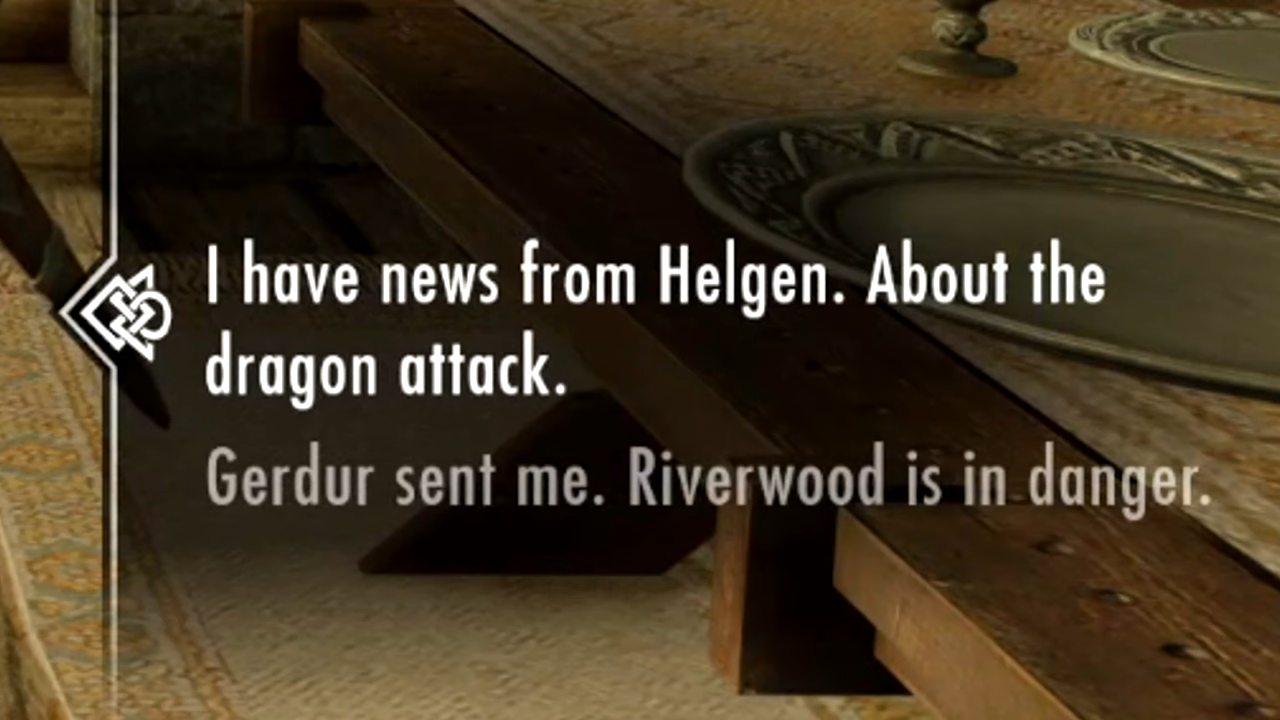 I have news from Helgen. About the
dragon attack.
Gerdur sent me. Riverwood is in danger.